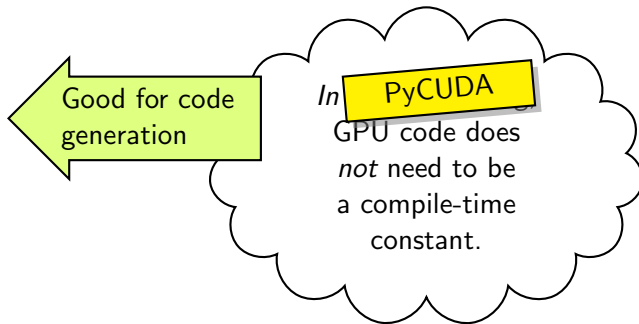 Good for code
generation
In PyCUDA
GPU code does
not need to be
a compile-time
constant.